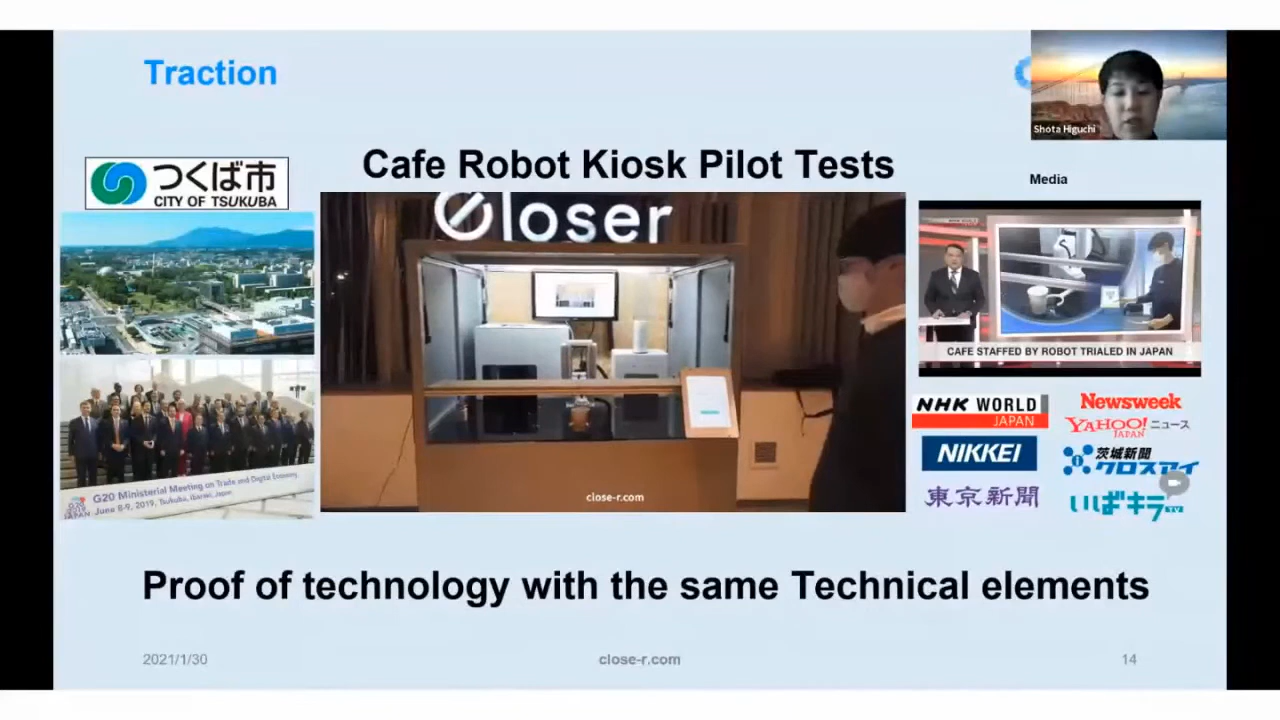 Traction
Shota Higuchi
Cafe Robot Kiosk Pilot Tests
つくば市
CITY OF TSUKUBA
G20 Ministerial Meeting on Trade and Digital Economy
June 8-9, 2019, Tsukuba, Ibaraki, Japan
closer
close-r.com
Media
CAFE STAFFED BY ROBOT TRIALED IN JAPAN
NHK WORLD
JAPAN
Newsweek
YAHOO!ニュース
JAPAN
NIKKEI
茨城新聞
クロスアイ
東京新聞
いばキラTV
Proof of technology with the same Technical elements
2021/1/30
close-r.com
14